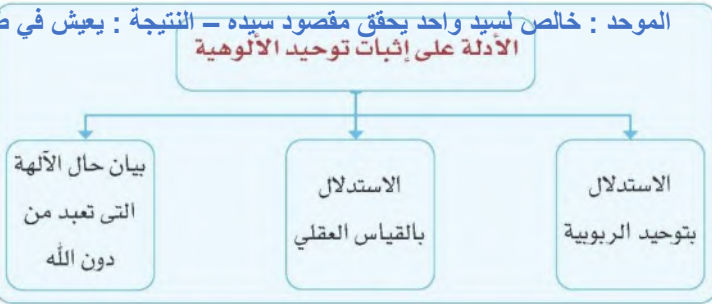 الموحد : خالص لسيد واحد يحقق مقصود سيده – النتيجة : يعيش في
الأدلة على إثبات توحيد الألوهية
الاستدلال
بتوحيد الربوبية
الاستدلال
بالقياس العقلي
بيان حال الآلهة
التى تعبد من
دون الله